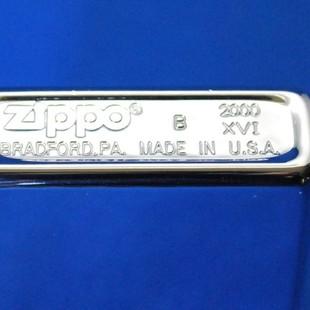 Zippo® B 2000
XVI
BRADFORD, PA. MADE IN U.S.A.